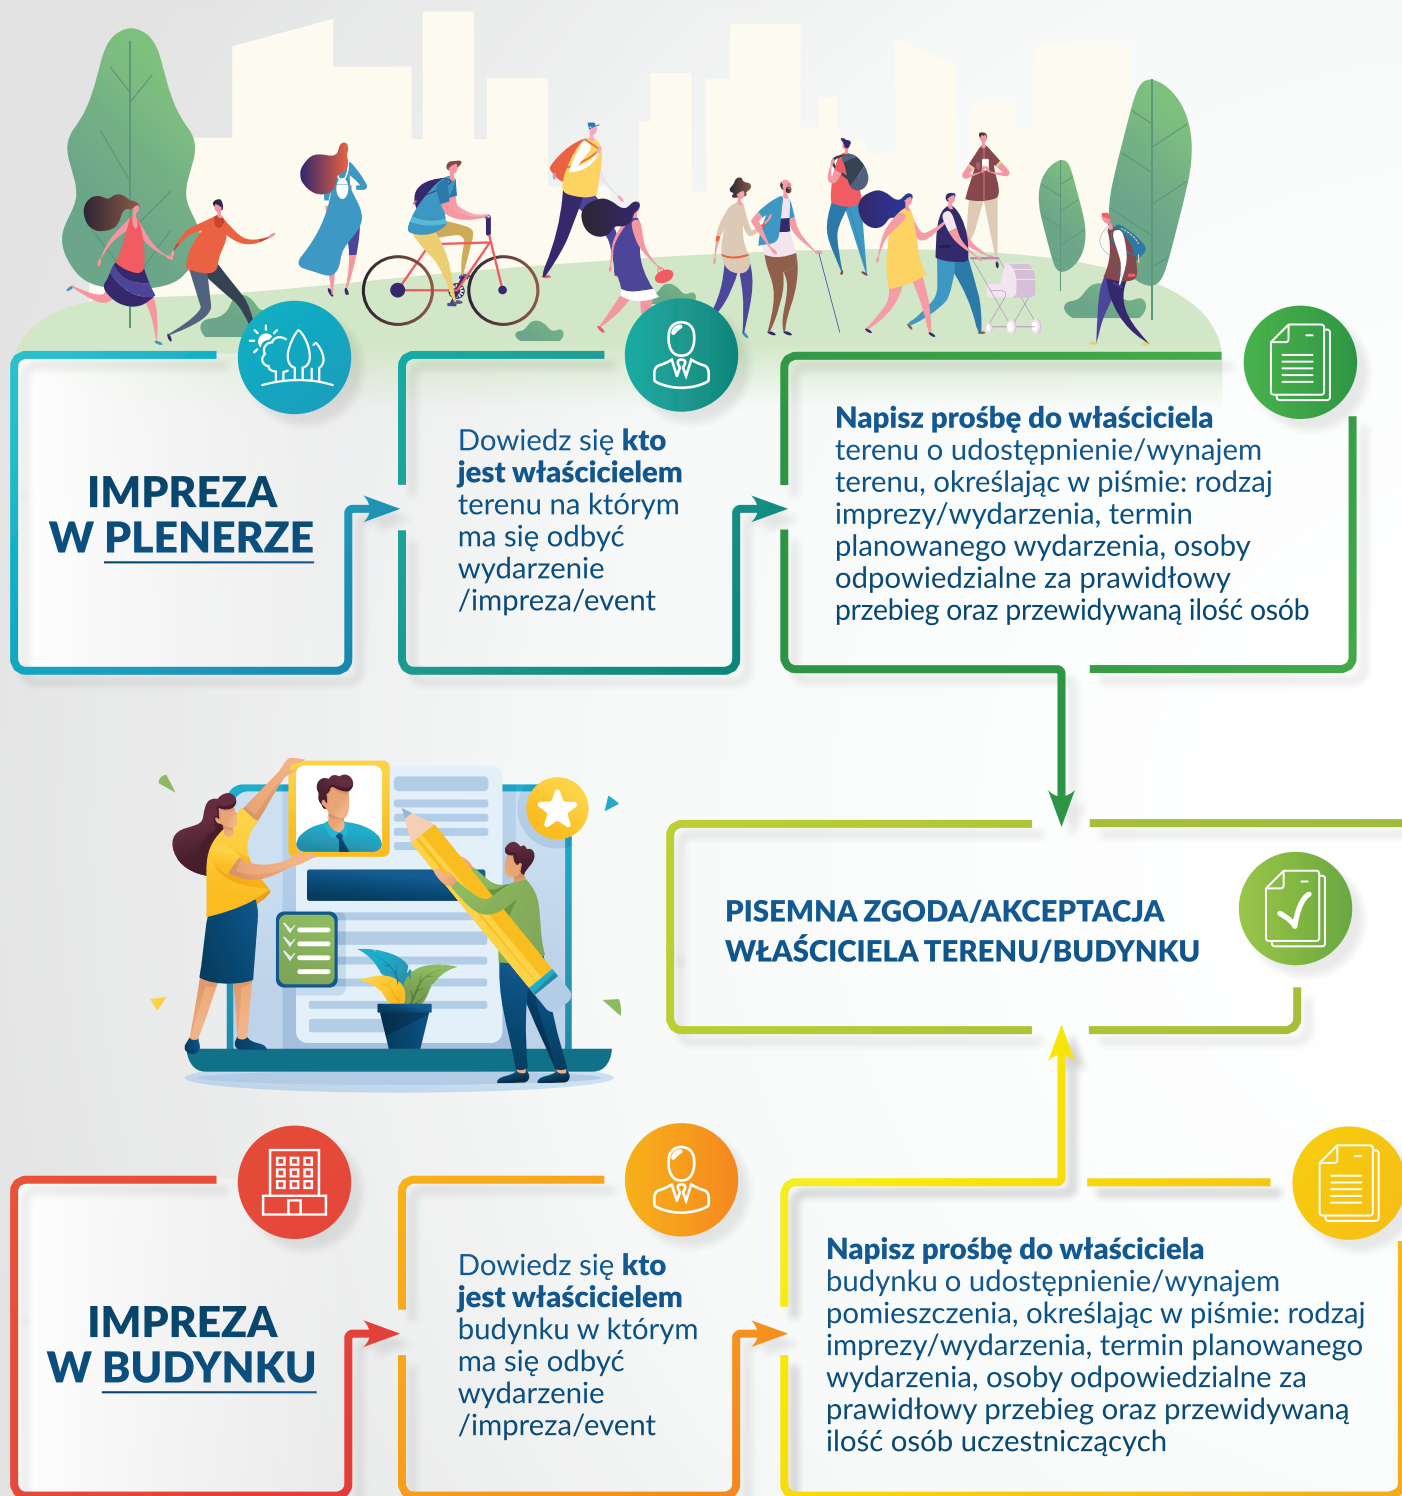 IMPREZA
W PLENERZE
Dowiedz się kto
jest właścicielem
terenu na którym
ma się odbyć
wydarzenie
/impreza/event
Napisz prośbę do właściciela
terenu o udostępnienie/wynajem
terenu, określając w piśmie: rodzaj
imprezy/wydarzenia, termin
planowanego wydarzenia, osoby
odpowiedzialne za prawidłowy
przebieg oraz przewidywaną ilość osób
PISEMNA ZGODA/AKCEPTACJA
WŁAŚCICIELA TERENU/BUDYNKU
IMPREZA
W BUDYNKU
Dowiedz się kto
jest właścicielem
budynku w którym
ma się odbyć
wydarzenie
/impreza/event
Napisz prośbę do właściciela
budynku o udostępnienie/wynajem
pomieszczenia, określając w piśmie: rodzaj
imprezy/wydarzenia, termin planowanego
wydarzenia, osoby odpowiedzialne za
prawidłowy przebieg oraz przewidywaną
ilość osób uczestniczących